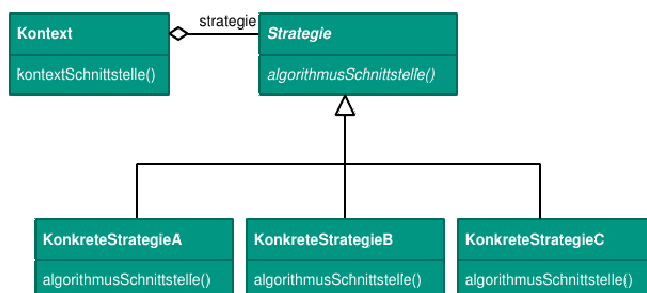 strategie
Kontext
kontextSchnittstelle()
Strategie
algorithmusSchnittstelle()
KonkreteStrategieA
algorithmusSchnittstelle()
KonkreteStrategieB
algorithmusSchnittstelle()
KonkreteStrategieC
algorithmusSchnittstelle()